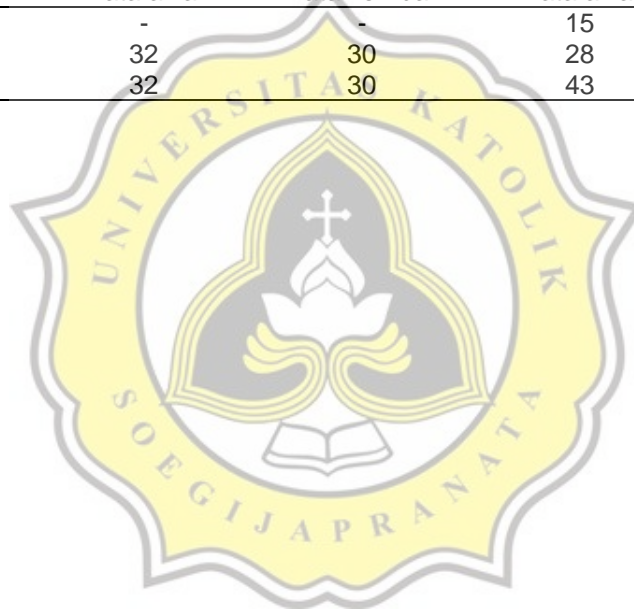 - - 15
32 30 28
32 30 43
UNIVERSITAS KATOLIK
SOEGIJAPRANATA